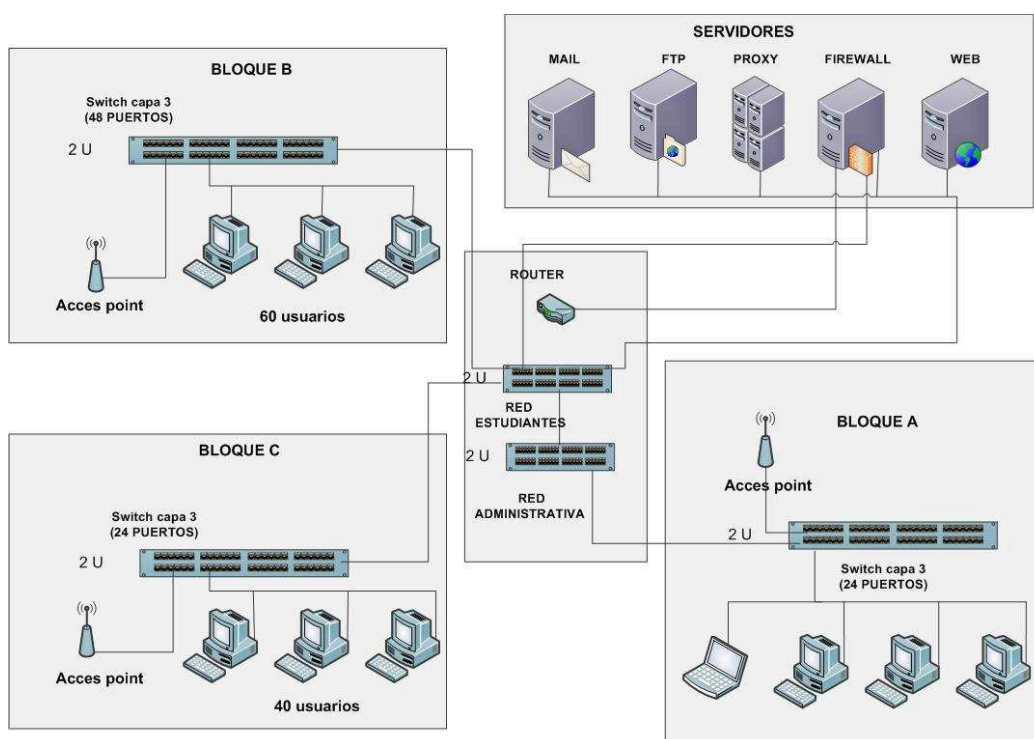 SERVIDORES
MAIL
FTP
PROXY
FIREWALL
WEB
BLOQUE B
Switch capa 3
(48 PUERTOS)
2 U
Acces point
60 usuarios
ROUTER
2 U
RED
ESTUDIANTES
2 U
RED
ADMINISTRATIVA
BLOQUE C
Switch capa 3
(24 PUERTOS)
2 U
Acces point
40 usuarios
BLOQUE A
Acces point
2 U
Switch capa 3
(24 PUERTOS)